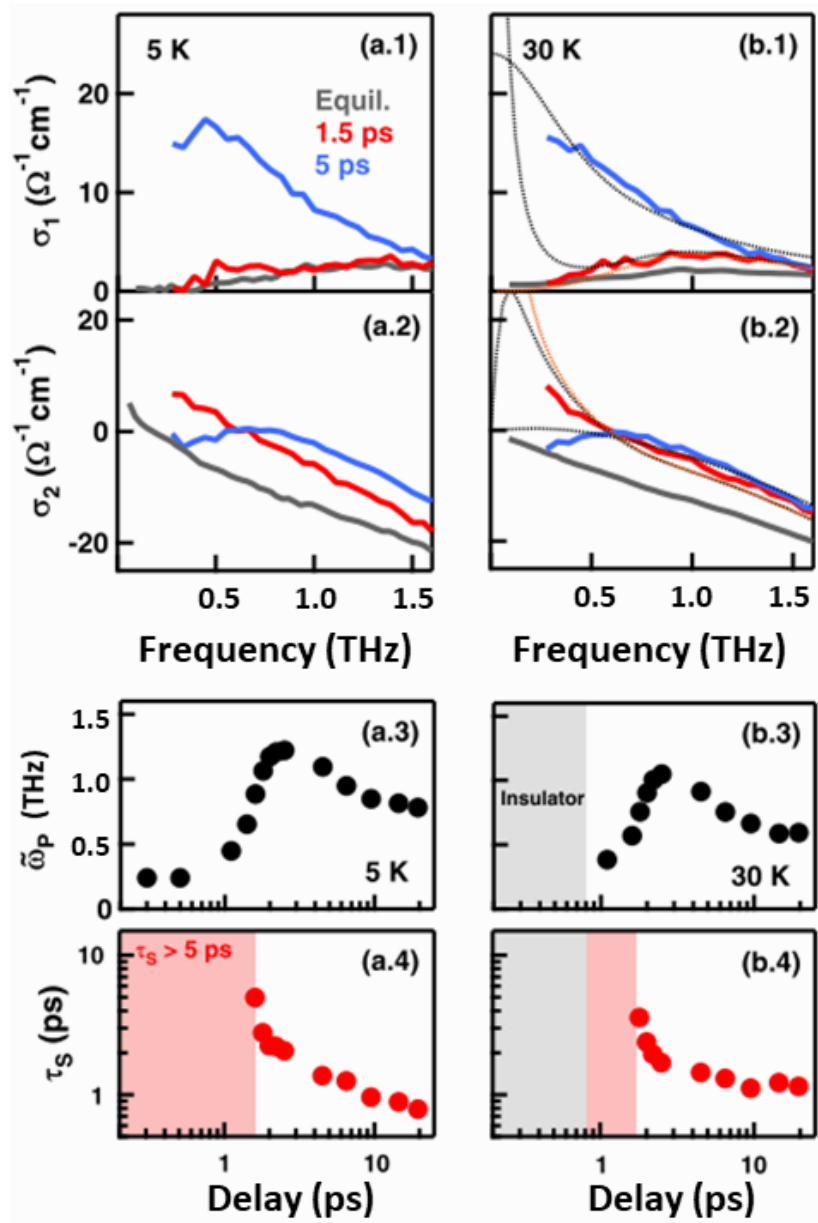 5 K
(a.1)
30 K
(b.1)
Equil.
1.5 ps
5 ps
σ₁ (Ω⁻¹cm⁻¹)
20
10
0
(a.2)
(b.2)
σ₂ (Ω⁻¹cm⁻¹)
20
0
-20
0.5 1.0 1.5
0.5 1.0 1.5
Frequency (THz)
Frequency (THz)
(a.3)
(b.3)
ω̃P (THz)
1.5
1.0
0.5
0
Insulator
5 K
30 K
τS > 5 ps
(a.4)
(b.4)
τS (ps)
10
1
1 10
1 10
Delay (ps)
Delay (ps)